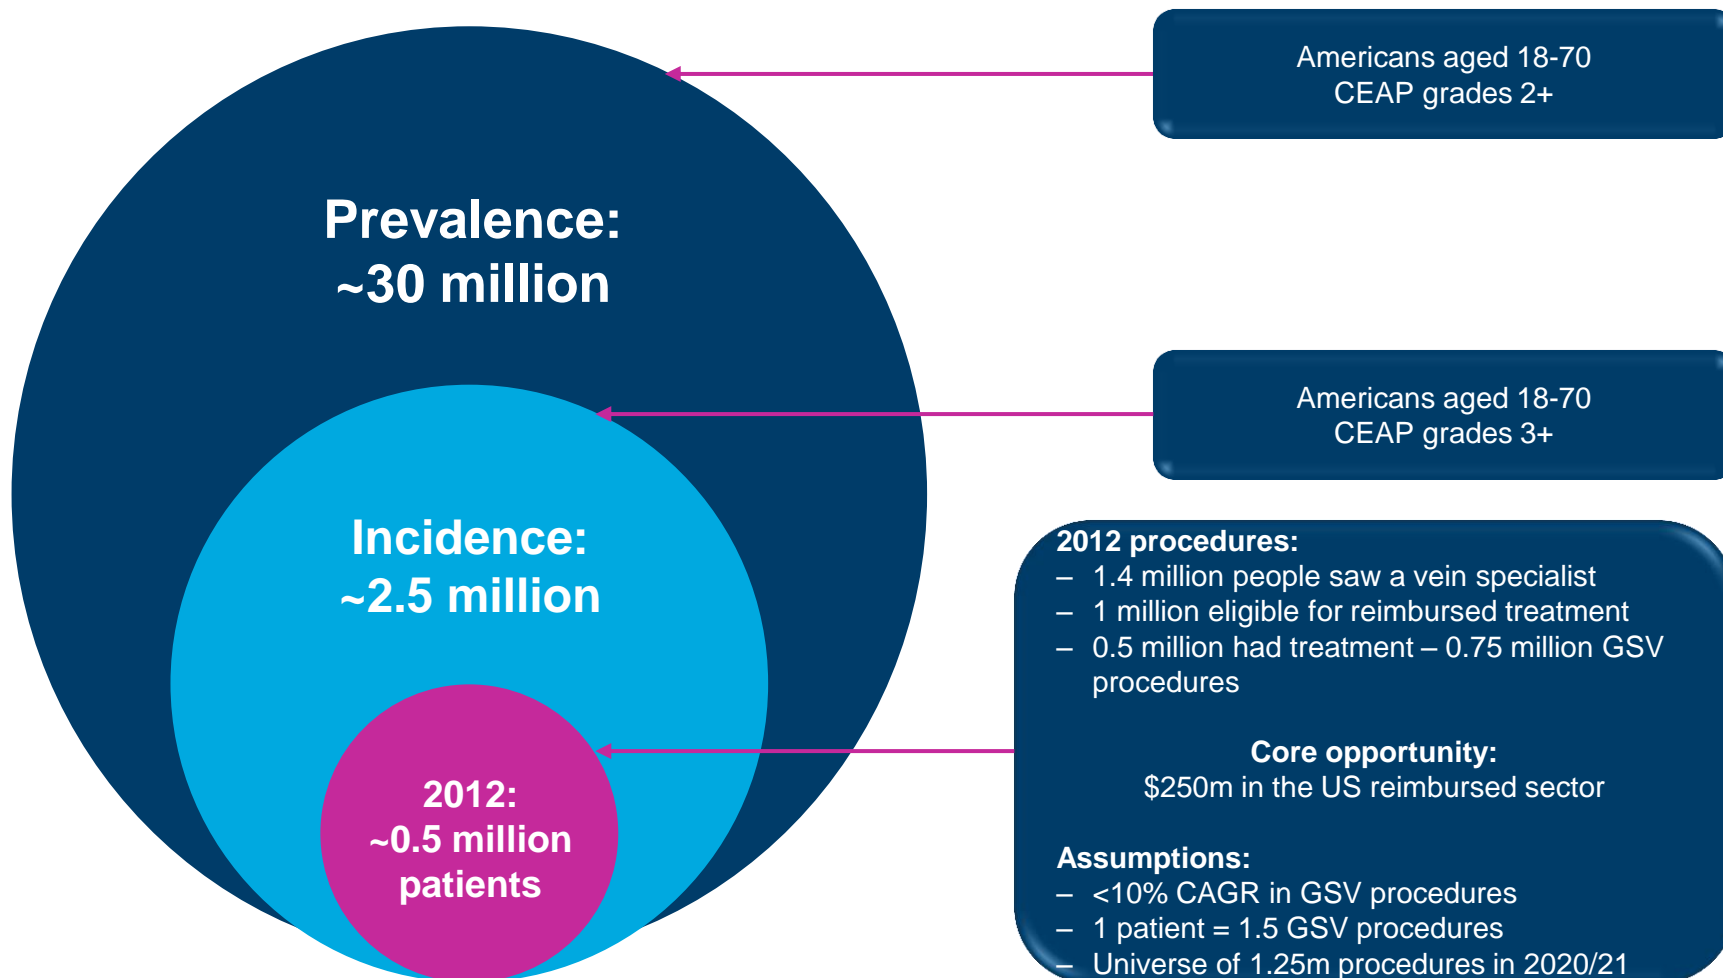 Americans aged 18-70
CEAP grades 2+
Prevalence:
~30 million
Americans aged 18-70
CEAP grades 3+
Incidence:
~2.5 million
2012 procedures:
– 1.4 million people saw a vein specialist
– 1 million eligible for reimbursed treatment
– 0.5 million had treatment – 0.75 million GSV
procedures
Core opportunity:
$250m in the US reimbursed sector
2012:
~0.5 million
patients
Assumptions:
– <10% CAGR in GSV procedures
– 1 patient = 1.5 GSV procedures
– Universe of 1.25m procedures in 2020/21